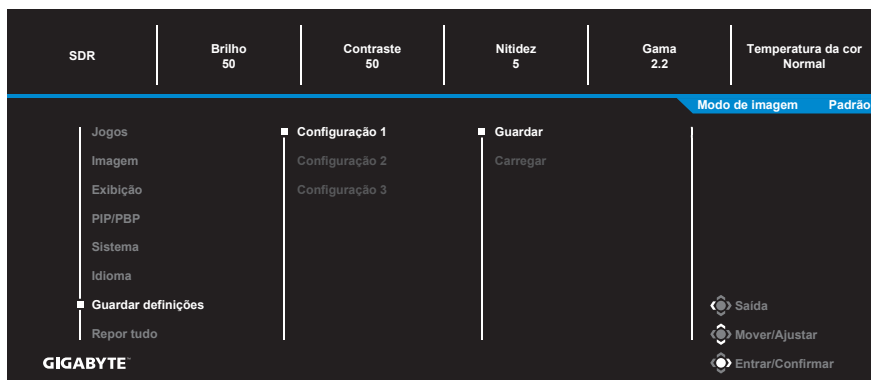 SDR
Brilho
50
Contraste
50
Nitidez
5
Gama
2.2
Temperatura da cor
Normal
Modo de imagem Padrão
Jogos
Imagem
Exibição
PIP/PBP
Sistema
Idioma
Guardar definições
Repor tudo
Configuração 1
Configuração 2
Configuração 3
Guardar
Carregar
Saída
Mover/Ajustar
Entrar/Confirmar
GIGABYTE™